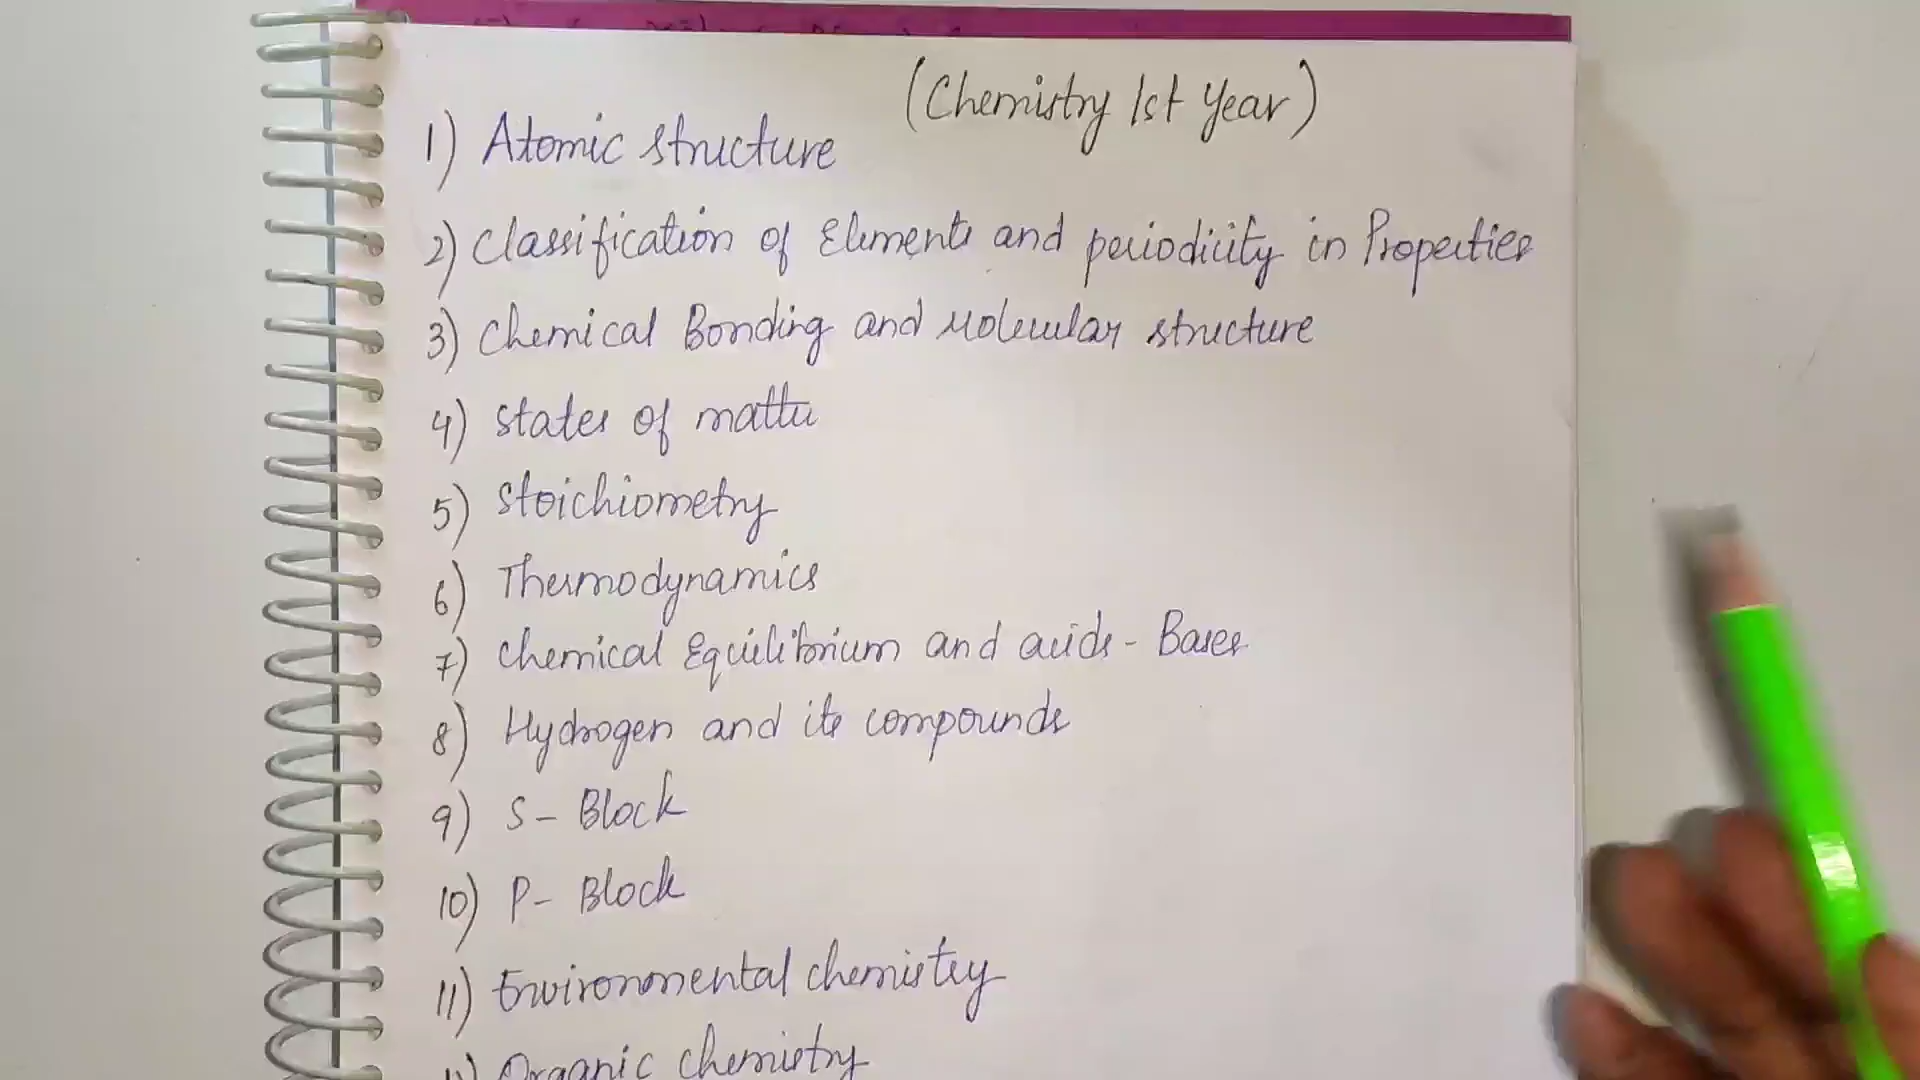 (Chemistry 1st Year)
1) Atomic structure
2) Classification of Elements and periodicity in Properties
3) Chemical Bonding and Molecular structure
4) states of matter
5) stoichiometry
6) Thermodynamics
7) chemical Equilibrium and acids - Bases
8) Hydrogen and its compounds
9) S - Block
10) P - Block
11) Environmental chemistry
Organic chemistry